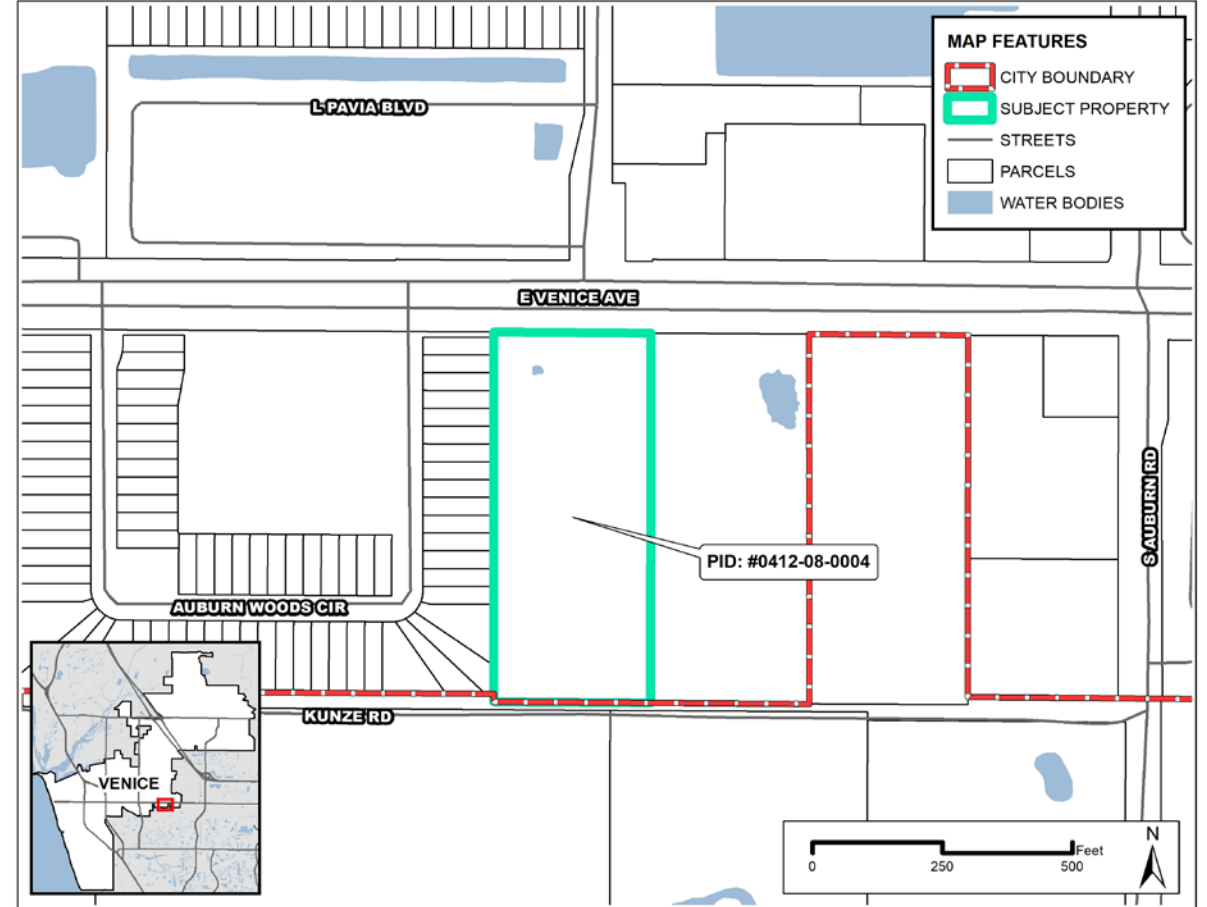 MAP FEATURES
CITY BOUNDARY
SUBJECT PROPERTY
STREETS
PARCELS
WATER BODIES
L PAVIA BLVD
E VENICE AVE
S AUBURN RD
PID: #0412-08-0004
AUBURN WOODS CIR
KUNZE RD
VENICE
N
Feet
0 250 500